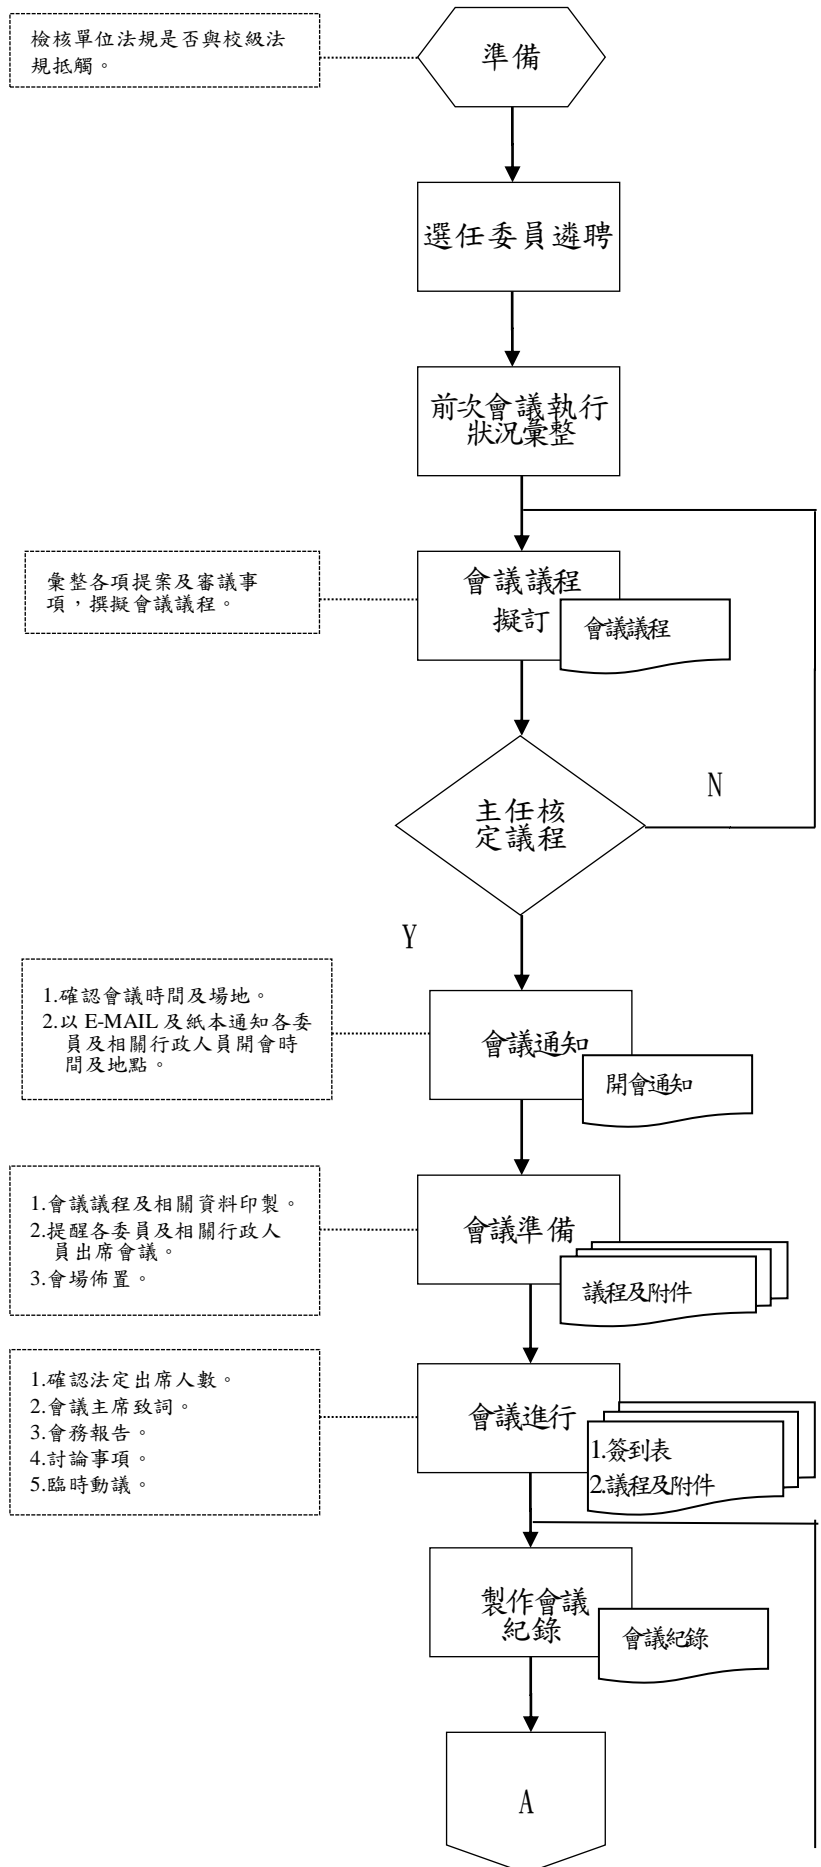 檢核單位法規是否與校級法
規抵觸。
準備
選任委員遴聘
前次會議執行
狀況彙整
彙整各項提案及審議事
項，撰擬會議議程。
會議議程
擬訂
會議議程
主任核
定議程
N
Y
1.確認會議時間及場地。
2.以 E-MAIL 及紙本通知各委
員及相關行政人員開會時
間及地點。
會議通知
開會通知
1.會議議程及相關資料印製。
2.提醒各委員及相關行政人
員出席會議。
3.會場佈置。
會議準備
議程及附件
1.確認法定出席人數。
2.會議主席致詞。
3.會務報告。
4.討論事項。
5.臨時動議。
會議進行
1.簽到表
2.議程及附件
製作會議
紀錄
會議紀錄
A